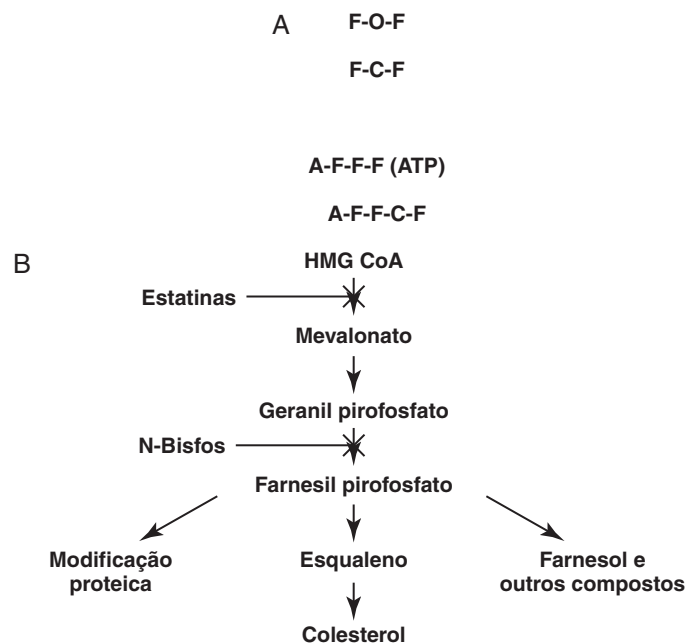 A
F-O-F
F-C-F
A-F-F-F (ATP)
A-F-F-C-F
B
HMG CoA
Estatinas
Mevalonato
Geranil pirofosfato
N-Bisfos
Farnesil pirofosfato
Modificação
proteica
Esqualeno
Farnesol e
outros compostos
Colesterol